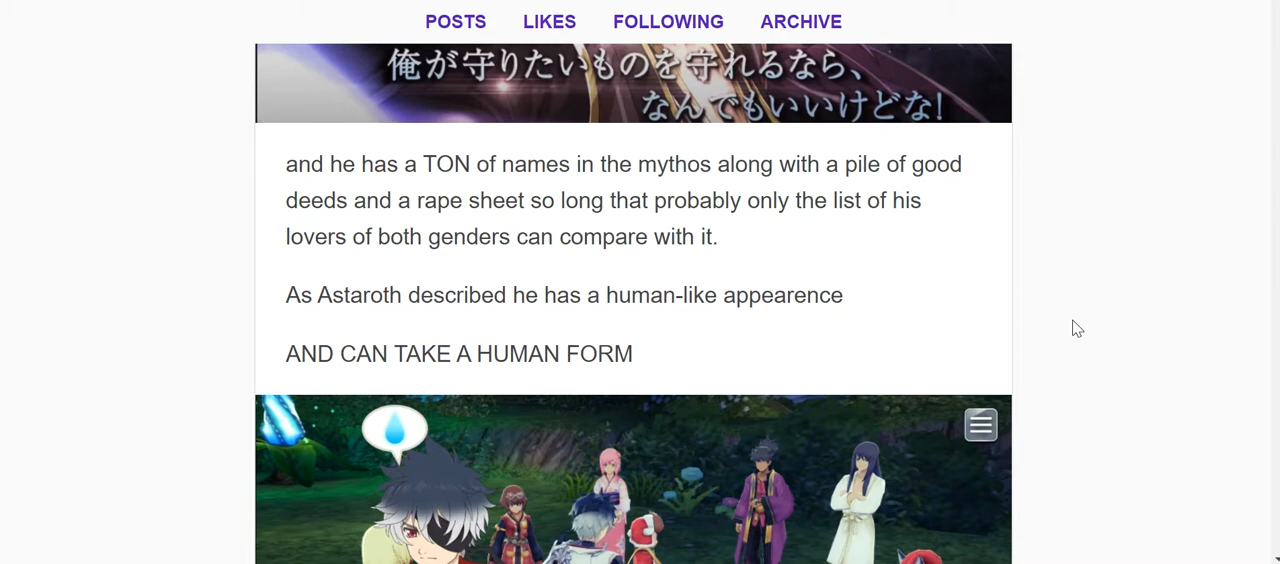 POSTS LIKES FOLLOWING ARCHIVE
俺が守りたいものを守れるなら、
なんでもいいけどな!
and he has a TON of names in the mythos along with a pile of good
deeds and a rape sheet so long that probably only the list of his
lovers of both genders can compare with it.
As Astaroth described he has a human-like appearence
AND CAN TAKE A HUMAN FORM